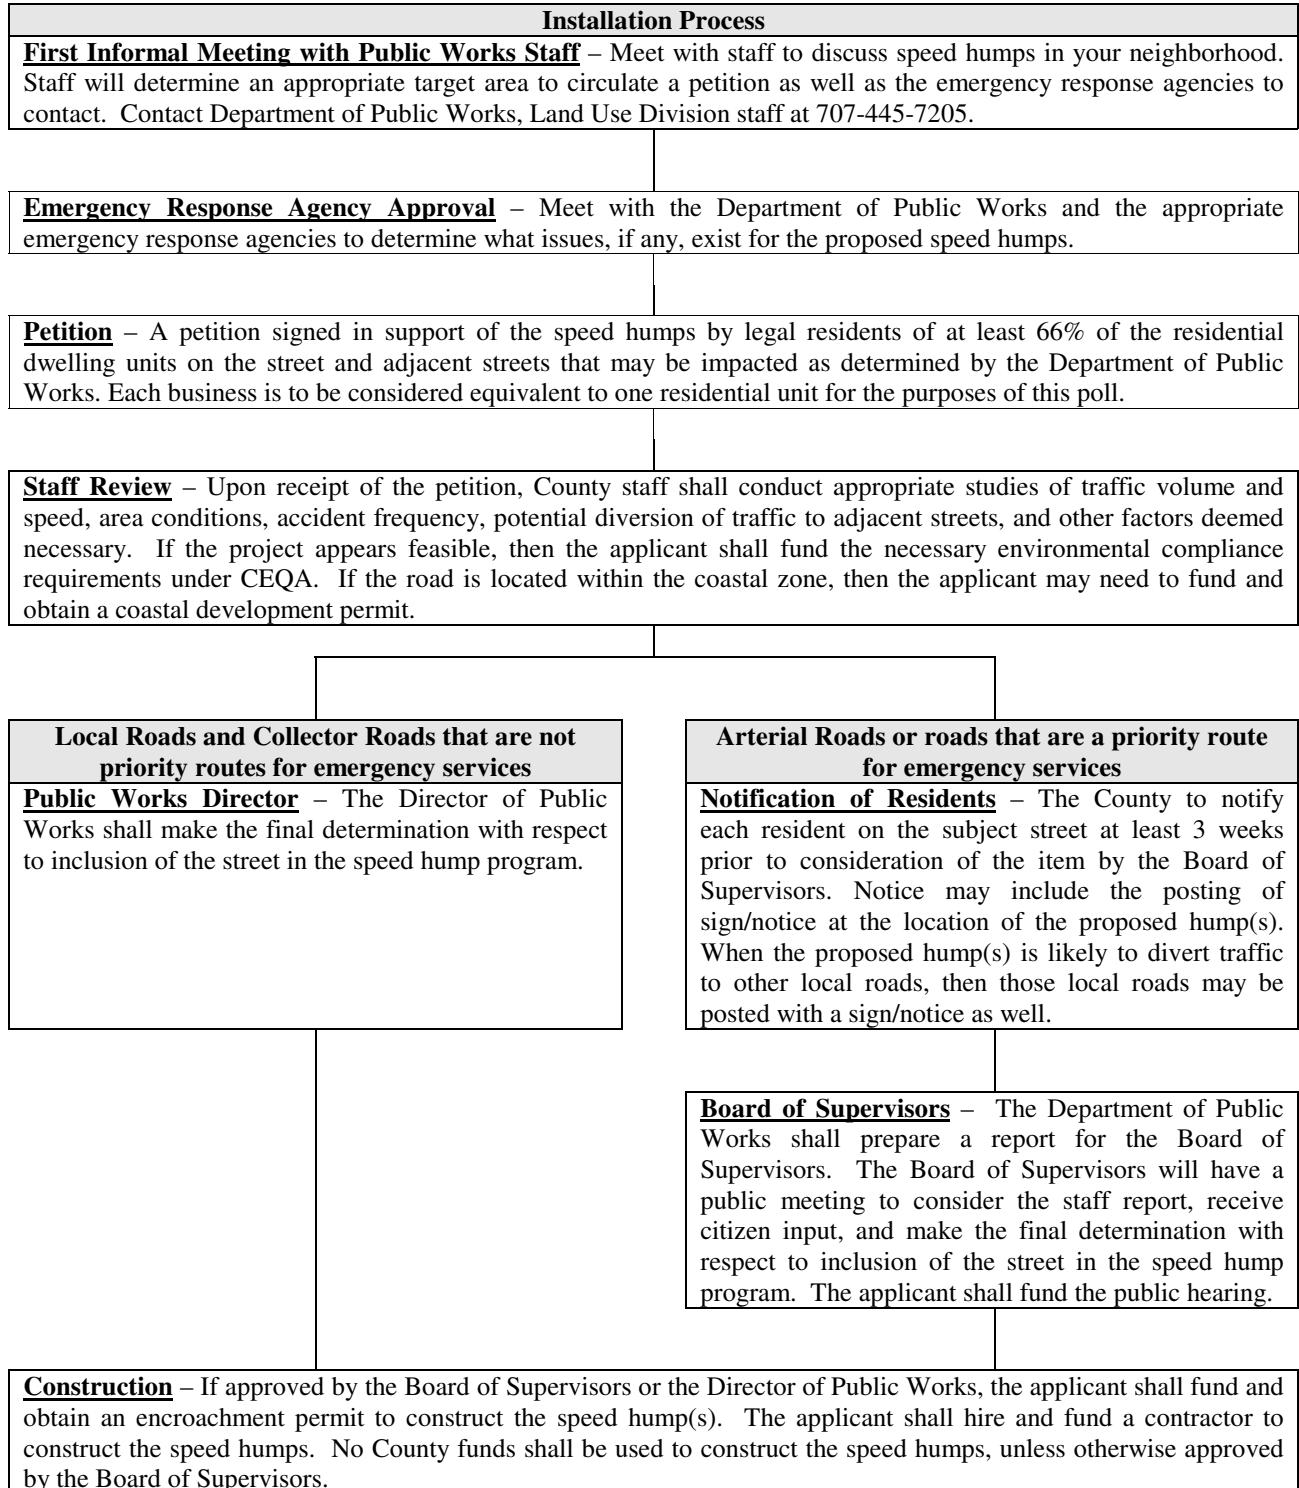 Installation Process
First Informal Meeting with Public Works Staff – Meet with staff to discuss speed humps in your neighborhood.
Staff will determine an appropriate target area to circulate a petition as well as the emergency response agencies to
contact. Contact Department of Public Works, Land Use Division staff at 707-445-7205.
Emergency Response Agency Approval – Meet with the Department of Public Works and the appropriate
emergency response agencies to determine what issues, if any, exist for the proposed speed humps.
Petition – A petition signed in support of the speed humps by legal residents of at least 66% of the residential
dwelling units on the street and adjacent streets that may be impacted as determined by the Department of Public
Works. Each business is to be considered equivalent to one residential unit for the purposes of this poll.
Staff Review – Upon receipt of the petition, County staff shall conduct appropriate studies of traffic volume and
speed, area conditions, accident frequency, potential diversion of traffic to adjacent streets, and other factors deemed
necessary. If the project appears feasible, then the applicant shall fund the necessary environmental compliance
requirements under CEQA. If the road is located within the coastal zone, then the applicant may need to fund and
obtain a coastal development permit.
Local Roads and Collector Roads that are not
priority routes for emergency services
Public Works Director – The Director of Public
Works shall make the final determination with respect
to inclusion of the street in the speed hump program.
Arterial Roads or roads that are a priority route
for emergency services
Notification of Residents – The County to notify
each resident on the subject street at least 3 weeks
prior to consideration of the item by the Board of
Supervisors. Notice may include the posting of
sign/notice at the location of the proposed hump(s).
When the proposed hump(s) is likely to divert traffic
to other local roads, then those local roads may be
posted with a sign/notice as well.
Board of Supervisors – The Department of Public
Works shall prepare a report for the Board of
Supervisors. The Board of Supervisors will have a
public meeting to consider the staff report, receive
citizen input, and make the final determination with
respect to inclusion of the street in the speed hump
program. The applicant shall fund the public hearing.
Construction – If approved by the Board of Supervisors or the Director of Public Works, the applicant shall fund and
obtain an encroachment permit to construct the speed hump(s). The applicant shall hire and fund a contractor to
construct the speed humps. No County funds shall be used to construct the speed humps, unless otherwise approved
by the Board of Supervisors.